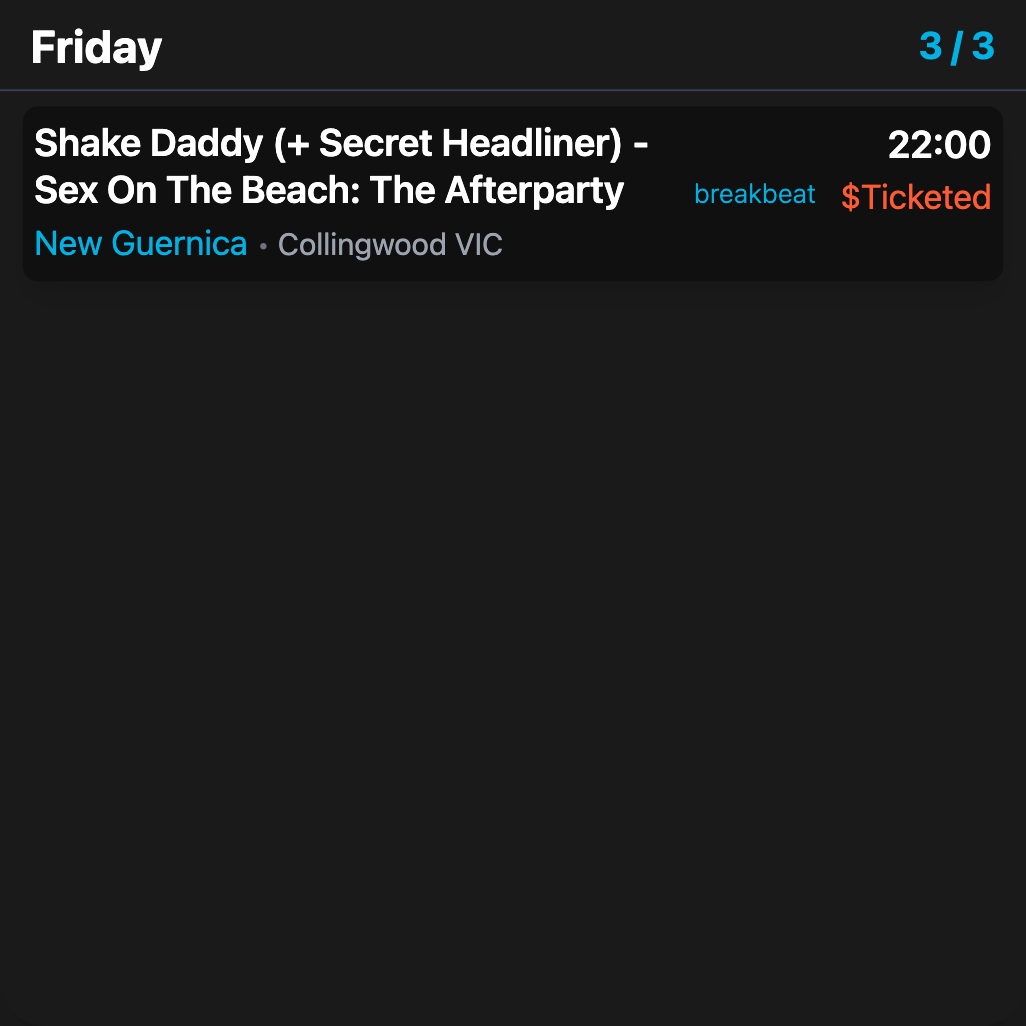 Friday
3 / 3
Shake Daddy (+ Secret Headliner) -
Sex On The Beach: The Afterparty
22:00
breakbeat $Ticketed
New Guernica • Collingwood VIC